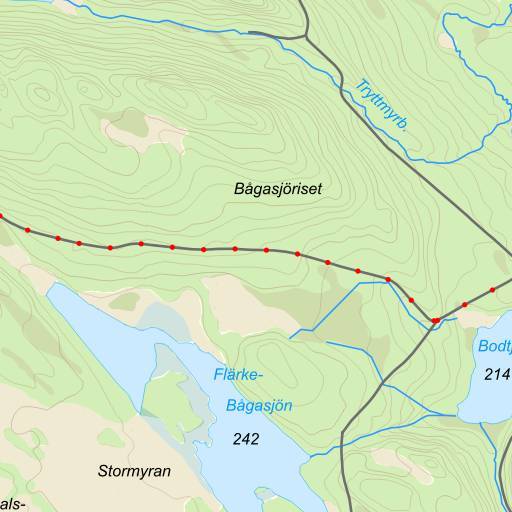 Tryttmyrb.
Bågasjöriset
Bodtj
214
Flärke-
Bågasjön
242
Stormyran
als-